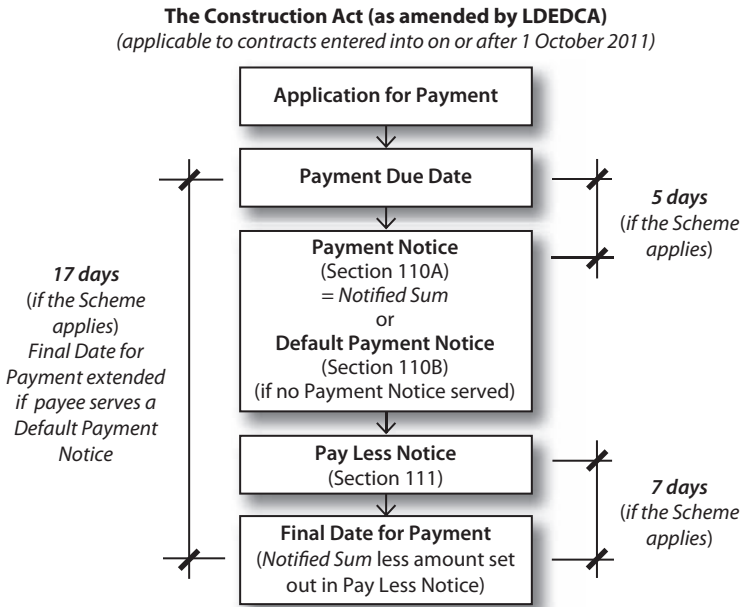 The Construction Act (as amended by LDEDCA)
(applicable to contracts entered into on or after 1 October 2011)
Application for Payment
Payment Due Date
5 days
(if the Scheme
applies)
Payment Notice
(Section 110A)
= Notified Sum
or
Default Payment Notice
(Section 110B)
(if no Payment Notice served)
17 days
(if the Scheme
applies)
Final Date for
Payment extended
if payee serves a
Default Payment
Notice
Pay Less Notice
(Section 111)
7 days
(if the Scheme
applies)
Final Date for Payment
(Notified Sum less amount set
out in Pay Less Notice)